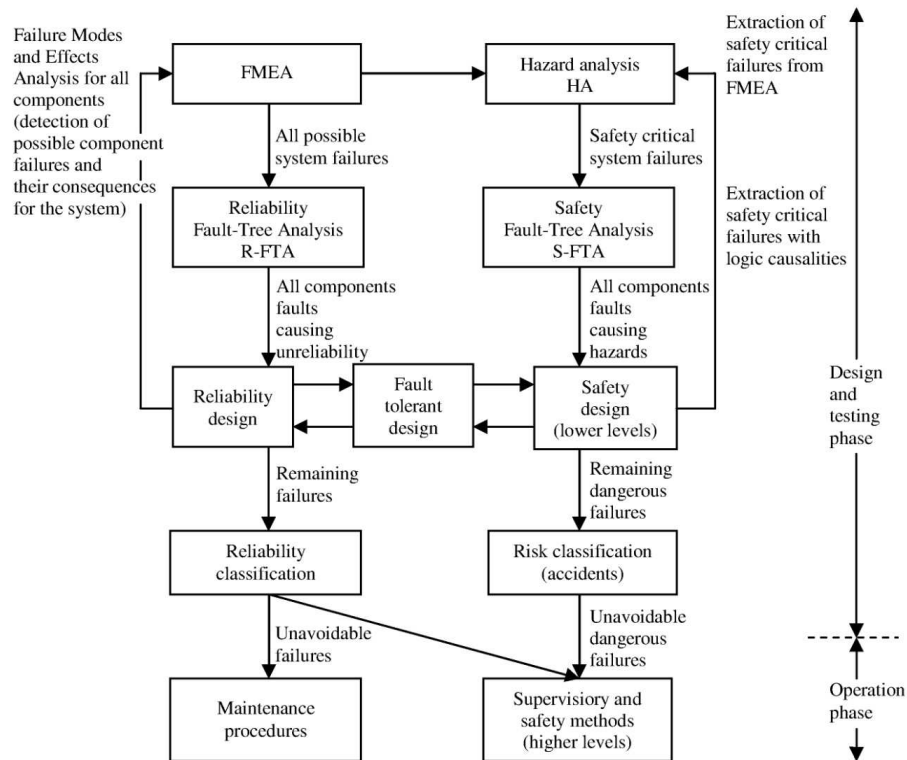 Failure Modes
and Effects
Analysis for all
components
(detection of
possible component
failures and
their consequences
for the system)
FMEA
Hazard analysis
HA
Extraction of
safety critical
failures from
FMEA
All possible
system failures
Safety critical
system failures
Reliability
Fault-Tree Analysis
R-FTA
Safety
Fault-Tree Analysis
S-FTA
Extraction of
safety critical
failures with
logic causalities
All components
faults
causing
unreliability
All components
faults
causing
hazards
Reliability
design
Fault
tolerant
design
Safety
design
(lower levels)
Design and
testing
phase
Remaining
failures
Remaining
dangerous
failures
Reliability
classification
Risk classification
(accidents)
Unavoidable
failures
Unavoidable
dangerous
failures
Maintenance
procedures
Supervisiory and
safety methods
(higher levels)
Operation
phase